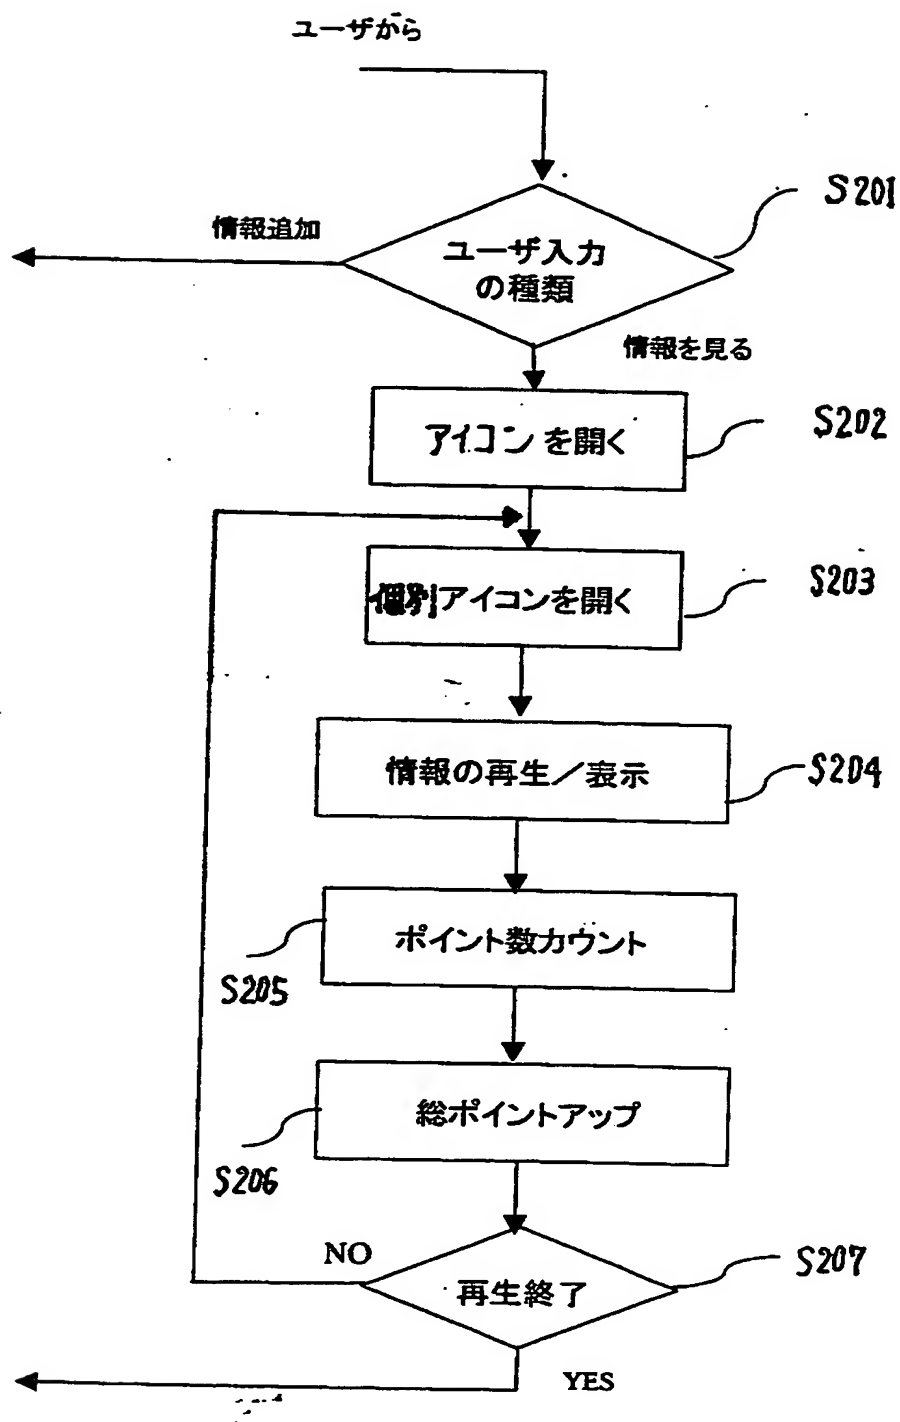 ユーザから
S201
情報追加
ユーザ入力
の種類
情報を見る
アイコンを開く
S202
個別アイコンを開く
S203
情報の再生／表示
S204
ポイント数カウント
S205
総ポイントアップ
S206
NO
再生終了
S207
YES